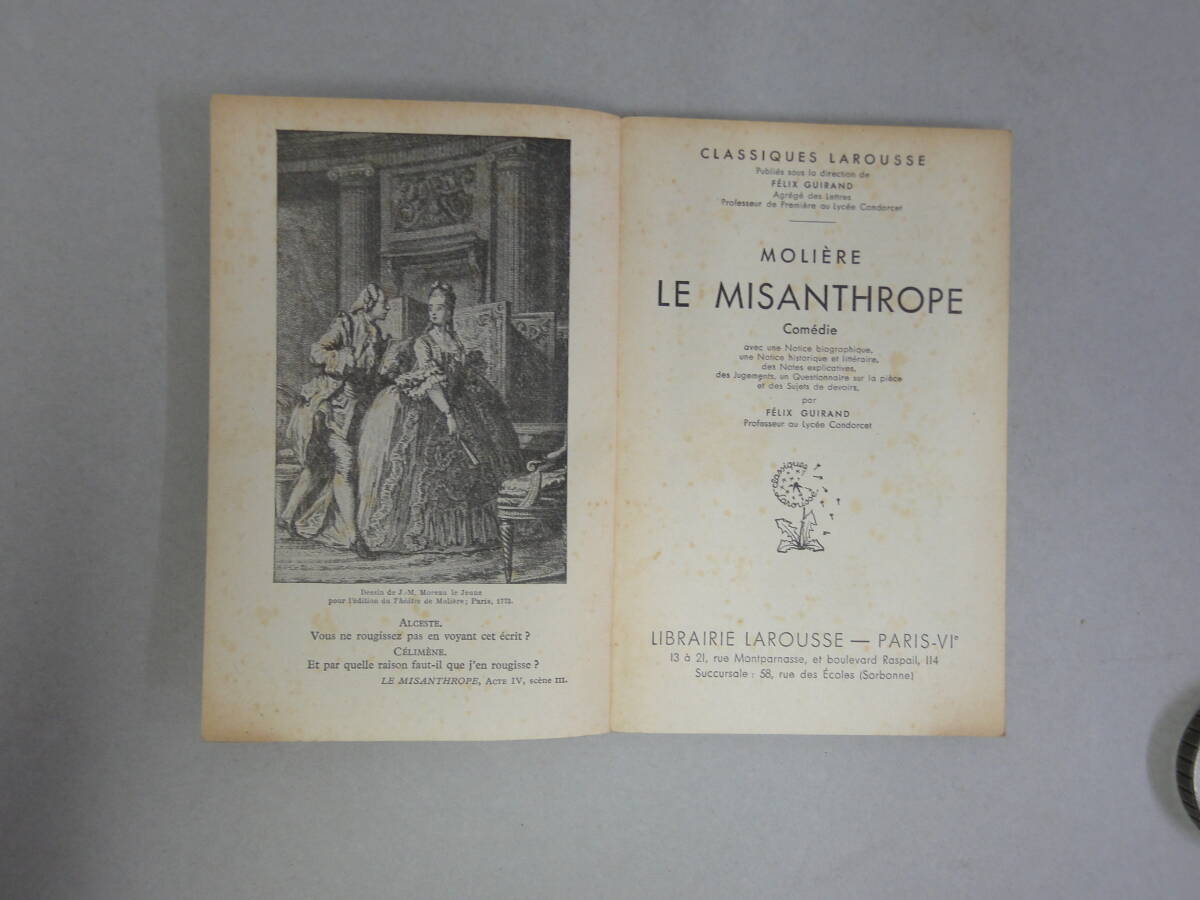 Dessin de J.-M. Moreau le Jeune
pour l'édition du Théâtre de Molière; Paris, 1773.
ALCESTE.
Vous ne rougissez pas en voyant cet écrit ?
CÉLIMÈNE.
Et par quelle raison faut-il que j'en rougisse ?
LE MISANTHROPE, ACTE IV, scène III.
CLASSIQUES LAROUSSE
Publiés sous la direction de
FÉLIX GUIRAND
Agrégé des Lettres
Professeur de Première au Lycée Condorcet
MOLIÈRE
LE MISANTHROPE
Comédie
avec une Notice biographique,
une Notice historique et littéraire,
des Notes explicatives,
des Jugements, un Questionnaire sur la pièce
et des Sujets de devoirs,
par
FÉLIX GUIRAND
Professeur au Lycée Condorcet
classiques
Larousse
LIBRAIRIE LAROUSSE — PARIS-VIe
13 à 21, rue Montparnasse, et boulevard Raspail, 114
Succursale : 58, rue des Écoles (Sorbonne)